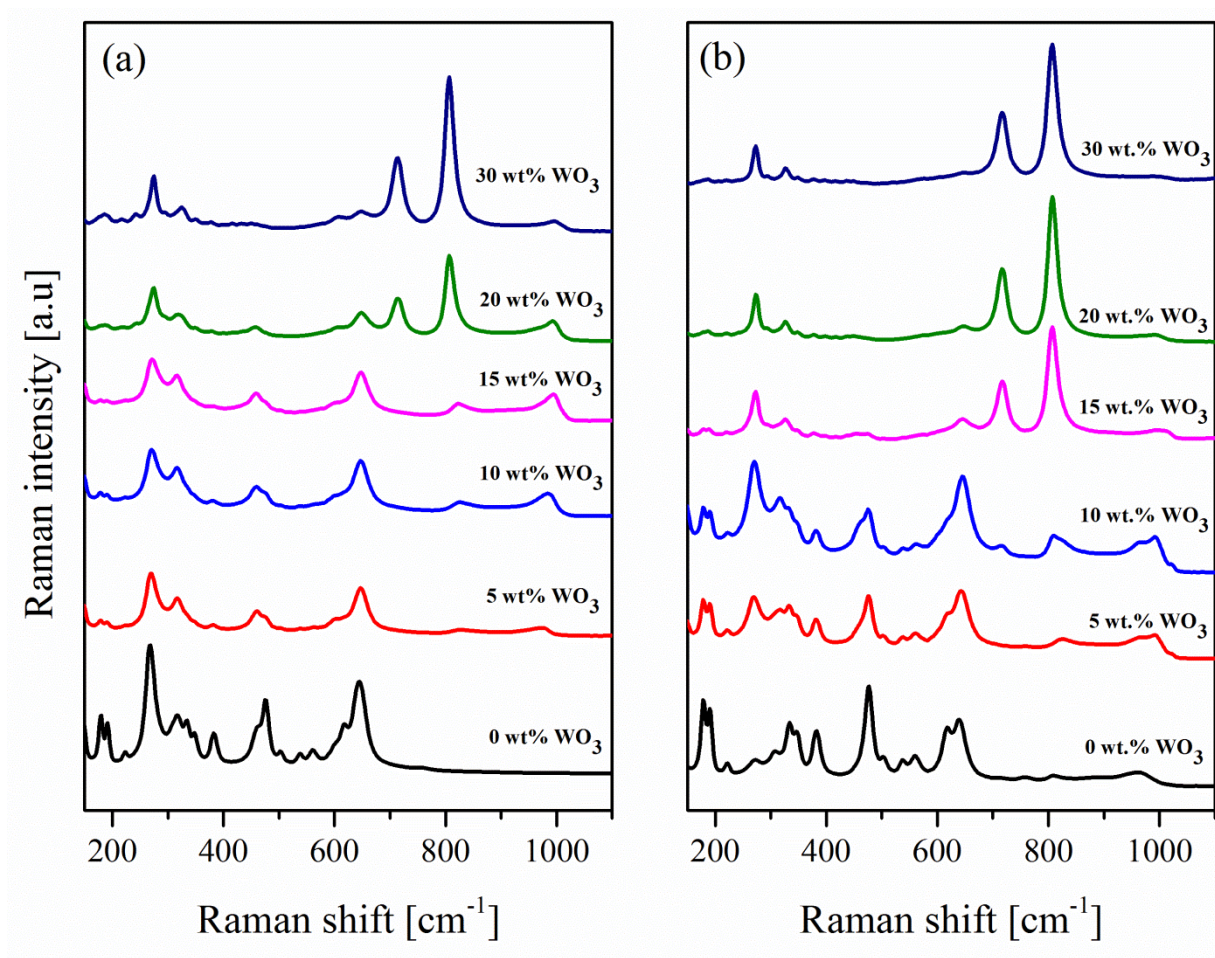 (a)
30 wt% WO3
20 wt% WO3
15 wt% WO3
10 wt% WO3
5 wt% WO3
0 wt% WO3
200 400 600 800 1000
Raman shift [cm-1]
Raman intensity [a.u]
(b)
30 wt.% WO3
20 wt.% WO3
15 wt.% WO3
10 wt.% WO3
5 wt.% WO3
0 wt.% WO3
200 400 600 800 1000
Raman shift [cm-1]